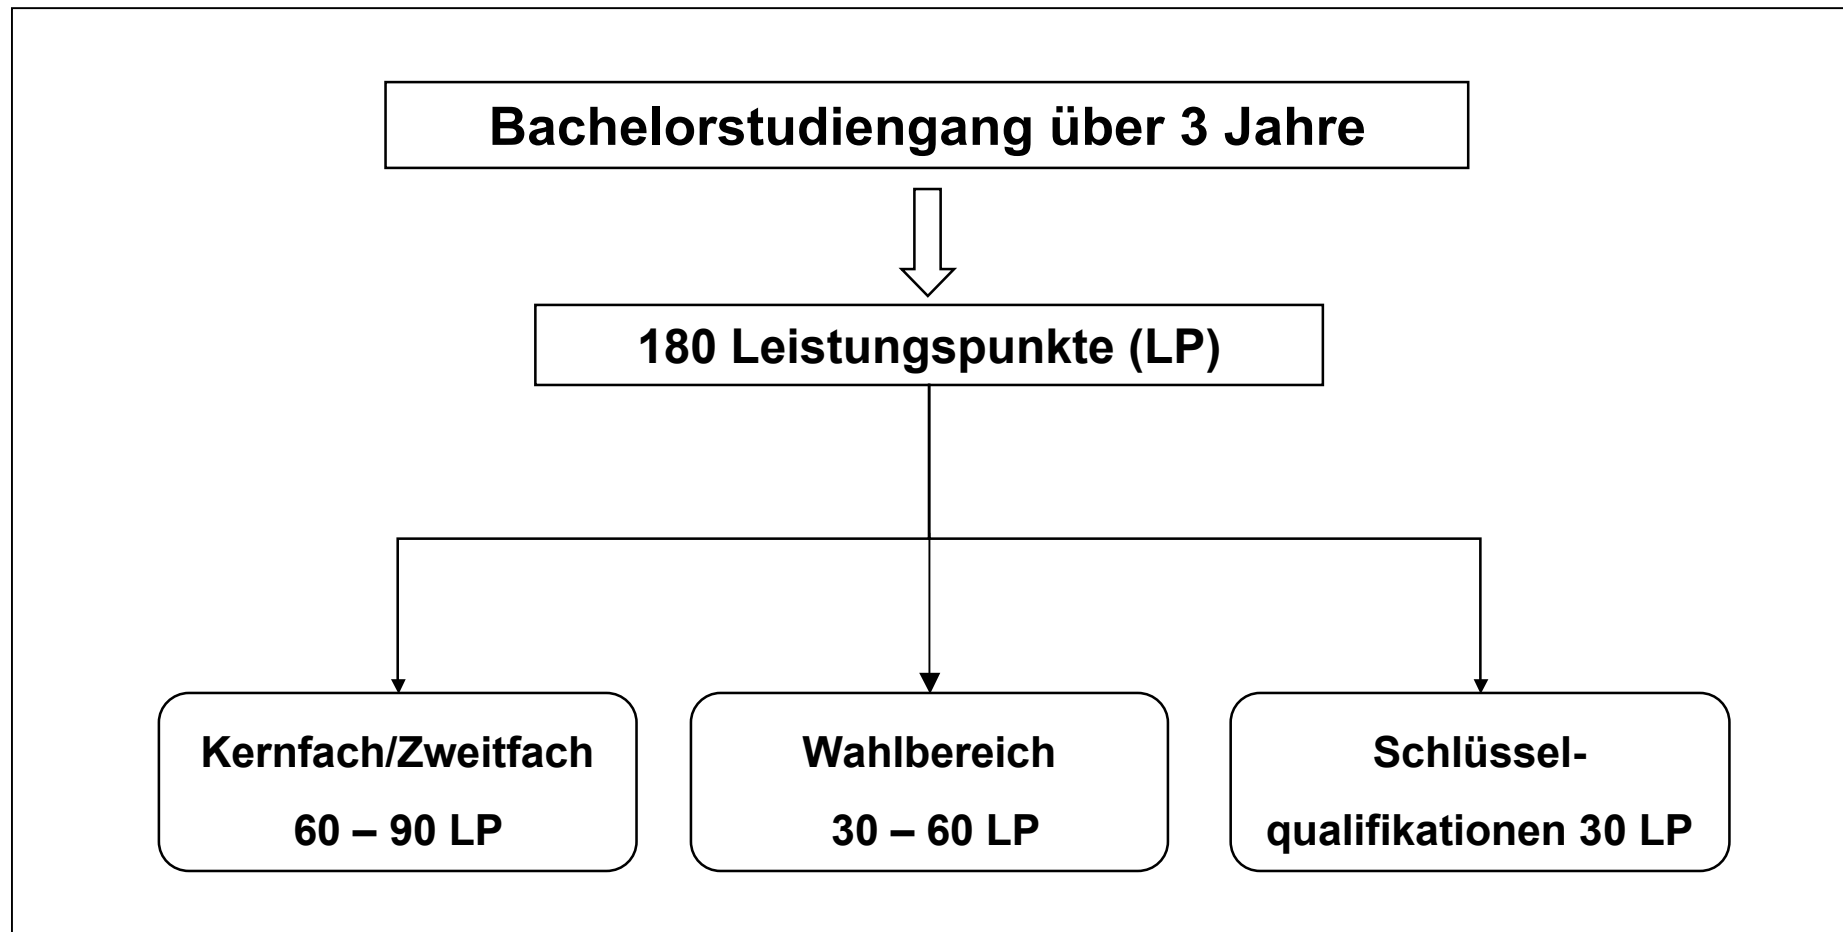 Bachelorstudiengang über 3 Jahre
180 Leistungspunkte (LP)
Kernfach/Zweitfach
60 – 90 LP
Wahlbereich
30 – 60 LP
Schlüssel-
qualifikationen 30 LP